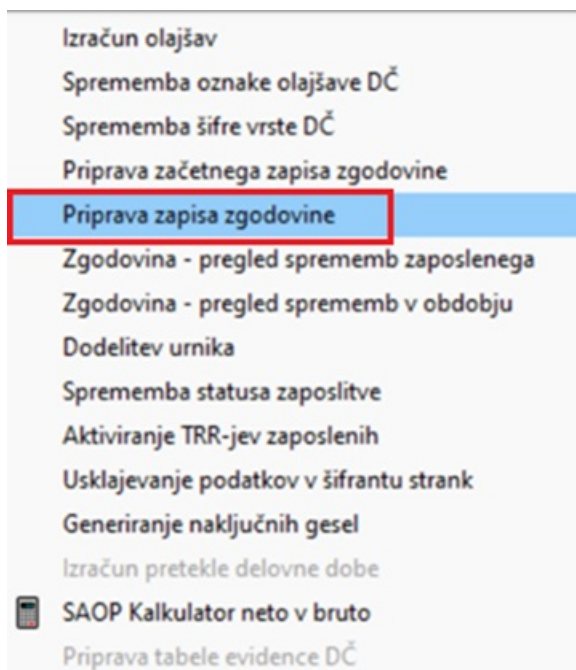 Izračun olajšav
Sprememba oznake olajšave DČ
Sprememba šifre vrste DČ
Priprava začetnega zapisa zgodovine
Priprava zapisa zgodovine
Zgodovina - pregled sprememb zaposlenega
Zgodovina - pregled sprememb v obdobju
Dodelitev urnika
Sprememba statusa zaposlitve
Aktiviranje TRR-jev zaposlenih
Usklajevanje podatkov v šifrantu strank
Generiranje naključnih gesel
Izračun pretekle delovne dobe
SAOP Kalkulator neto v bruto
Priprava tabele evidence DČ